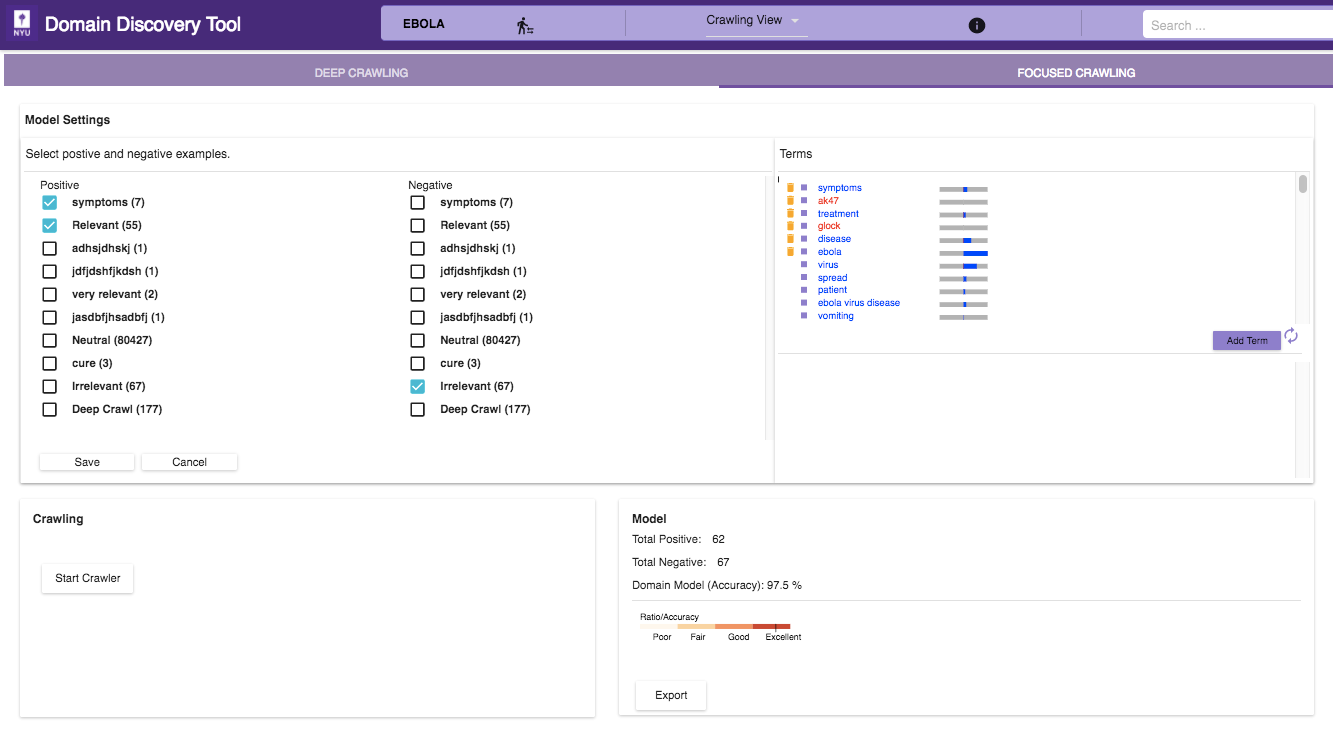 NYU
Domain Discovery Tool
EBOLA
Crawling View
Search ...
DEEP CRAWLING
FOCUSED CRAWLING
Model Settings
Select postive and negative examples.
Positive
symptoms (7)
Relevant (55)
adhsjdhskj (1)
jdfjdshfjkdsh (1)
very relevant (2)
jasdbfjhsadbfj (1)
Neutral (80427)
cure (3)
Irrelevant (67)
Deep Crawl (177)
Negative
symptoms (7)
Relevant (55)
adhsjdhskj (1)
jdfjdshfjkdsh (1)
very relevant (2)
jasdbfjhsadbfj (1)
Neutral (80427)
cure (3)
Irrelevant (67)
Deep Crawl (177)
Save
Cancel
Terms
symptoms
ak47
treatment
glock
disease
ebola
virus
spread
patient
ebola virus disease
vomiting
Add Term
Crawling
Start Crawler
Model
Total Positive: 62
Total Negative: 67
Domain Model (Accuracy): 97.5 %
Ratio/Accuracy
Poor Fair Good Excellent
Export